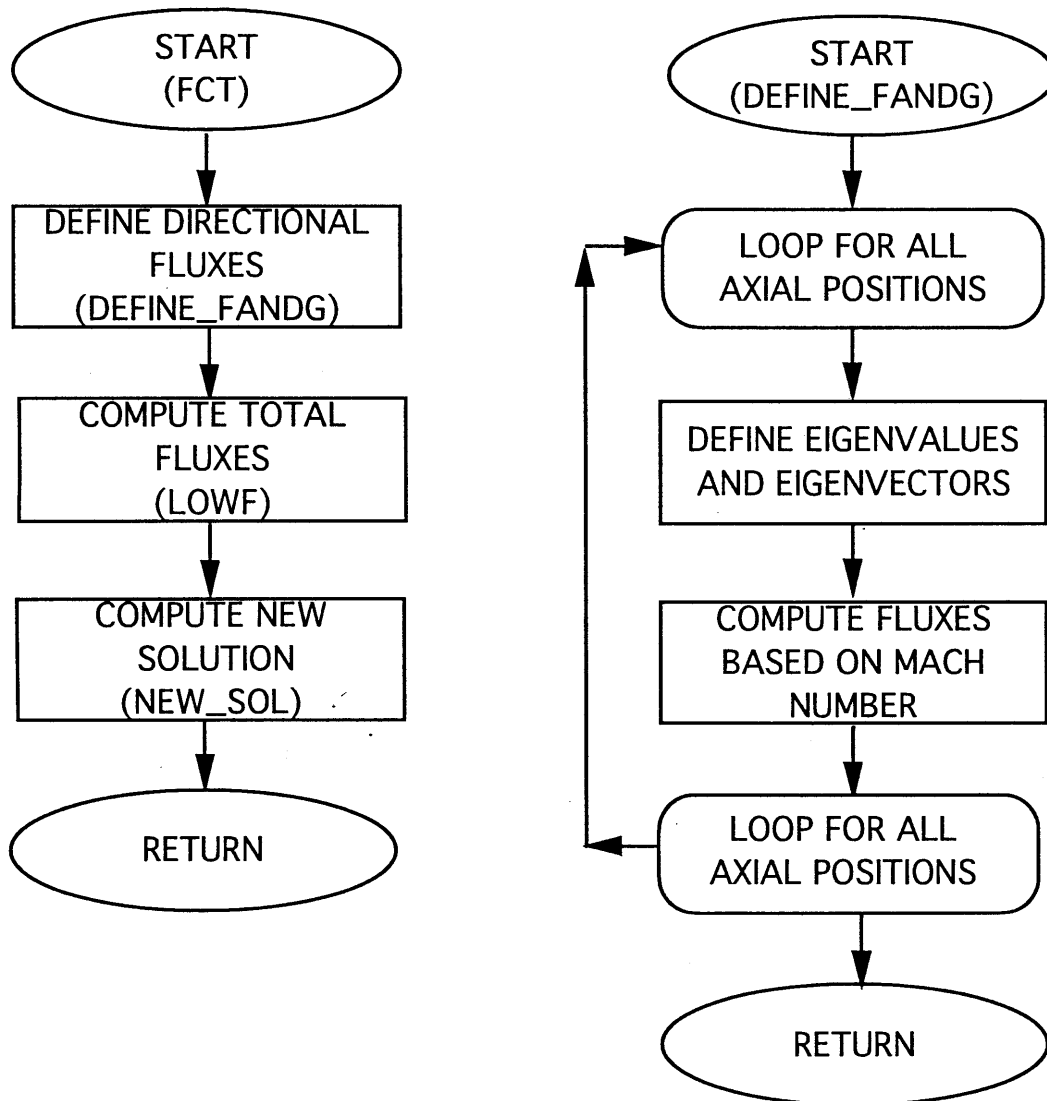 START
(FCT)
DEFINE DIRECTIONAL
FLUXES
(DEFINE_FANDG)
COMPUTE TOTAL
FLUXES
(LOWF)
COMPUTE NEW
SOLUTION
(NEW_SOL)
RETURN
START
(DEFINE_FANDG)
LOOP FOR ALL
AXIAL POSITIONS
DEFINE EIGENVALUES
AND EIGENVECTORS
COMPUTE FLUXES
BASED ON MACH
NUMBER
LOOP FOR ALL
AXIAL POSITIONS
RETURN